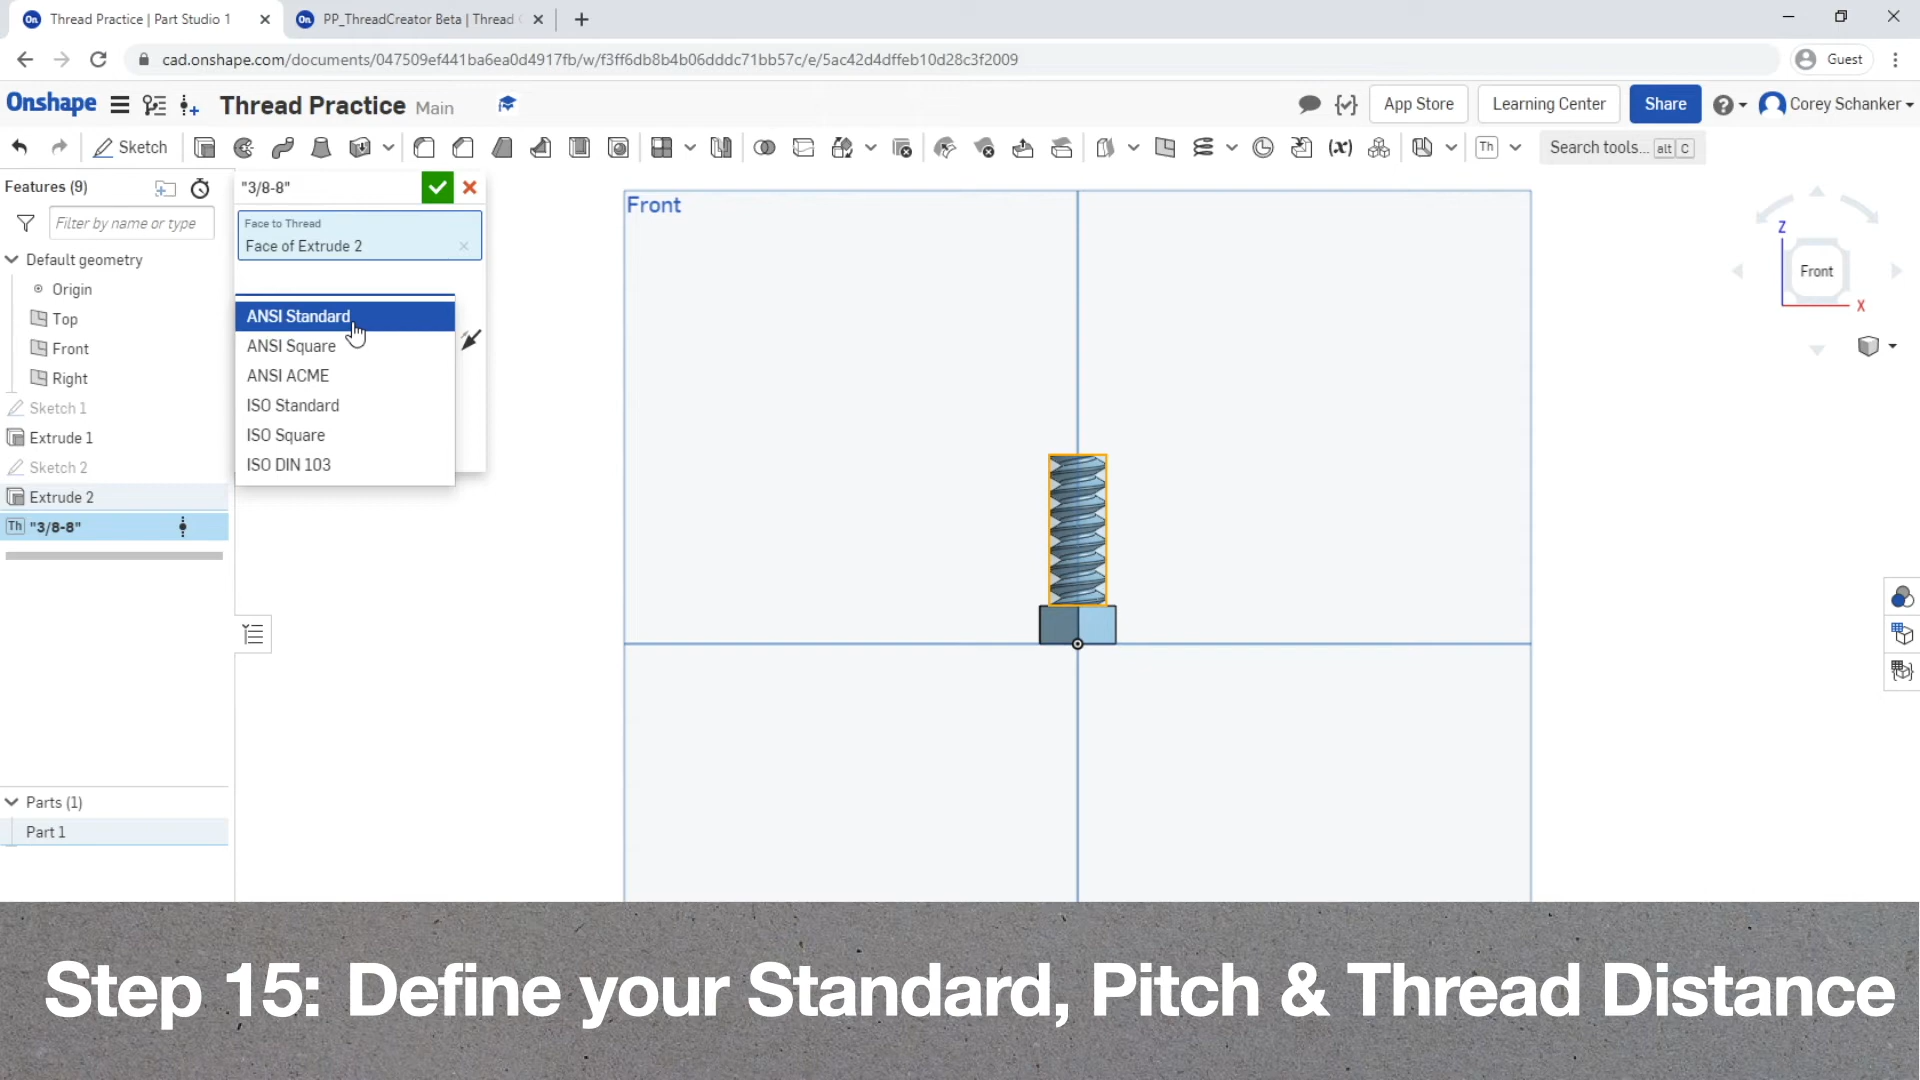 Thread Practice | Part Studio 1
PP_ThreadCreator Beta | Thread
cad.onshape.com/documents/047509ef441ba6ea0d4917fb/w/f3ff6db8b4b06dddc71bb57c/e/5ac42d4dffeb10d28c3f2009
Guest
Onshape
Thread Practice Main
App Store
Learning Center
Share
Corey Schanker
Sketch
(x)
Th
Search tools... alt C
Features (9)
"3/8-8"
Filter by name or type
Face to Thread
Face of Extrude 2
Default geometry
Origin
Top
Front
Right
Sketch 1
Extrude 1
Sketch 2
Extrude 2
Th "3/8-8"
ANSI Standard
ANSI Square
ANSI ACME
ISO Standard
ISO Square
ISO DIN 103
Front
Z
Front
X
Parts (1)
Part 1
Step 15: Define your Standard, Pitch & Thread Distance